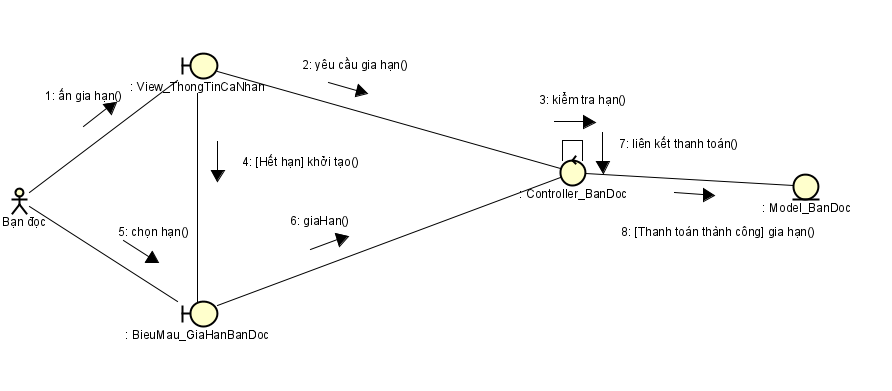 2: yêu cầu gia hạn()
: View_ThongTinCaNhan
1: ấn gia hạn()
3: kiểm tra hạn()
7: liên kết thanh toán()
4: [Hết hạn] khởi tạo()
: Controller_BanDoc
: Model_BanDoc
Bạn đọc
6: giaHan()
5: chọn hạn()
8: [Thanh toán thành công] gia hạn()
: BieuMau_GiaHanBanDoc